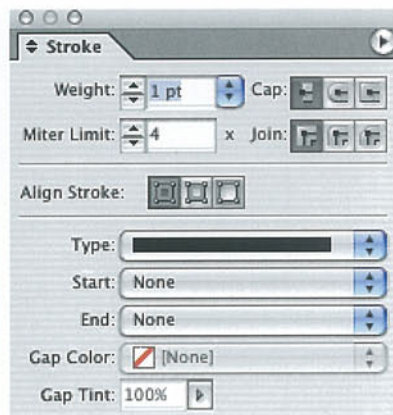 Stroke
Weight: 1 pt Cap:
Miter Limit: 4 x Join:
Align Stroke:
Type:
Start: None
End: None
Gap Color: [None]
Gap Tint: 100%